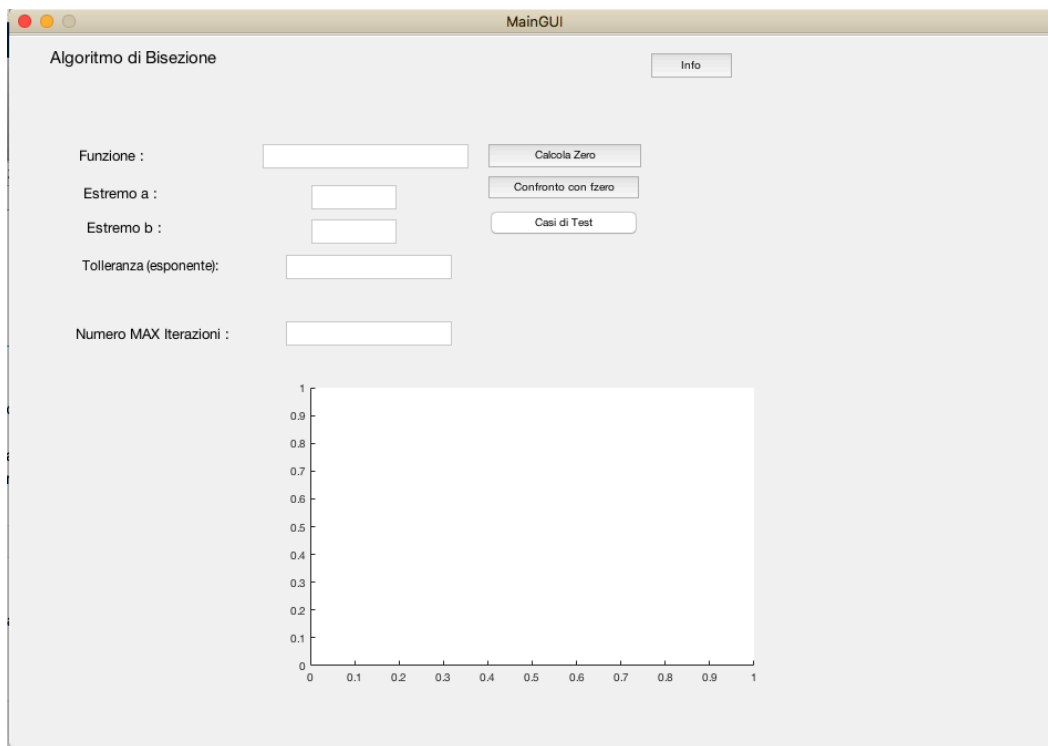 MainGUI
Algoritmo di Bisezione
Info
Funzione :
Calcola Zero
Estremo a :
Confronto con fzero
Estremo b :
Casi di Test
Tolleranza (esponente):
Numero MAX Iterazioni :
1
0.9
0.8
0.7
0.6
0.5
0.4
0.3
0.2
0.1
0
0 0.1 0.2 0.3 0.4 0.5 0.6 0.7 0.8 0.9 1